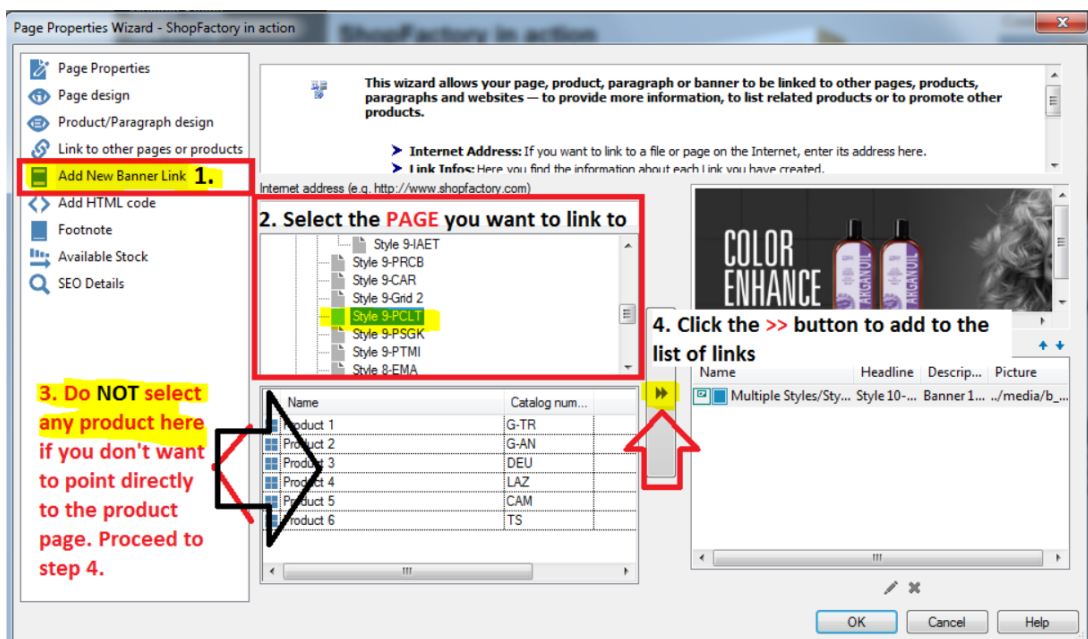 Page Properties Wizard - ShopFactory in action
Page Properties
Page design
Product/Paragraph design
Link to other pages or products
Add New Banner Link 1.
Add HTML code
Footnote
Available Stock
SEO Details
This wizard allows your page, product, paragraph or banner to be linked to other pages, products,
paragraphs and websites — to provide more information, to list related products or to promote other
products.
Internet Address: If you want to link to a file or page on the Internet, enter its address here.
Link Infos: Here you find the information about each Link you have created.
Internet address (e.g. http://www.shopfactory.com)
2. Select the PAGE you want to link to
Style 9-IAET
Style 9-PRCB
Style 9-CAR
Style 9-Grid 2
Style 9-PCLT
Style 9-PSGK
Style 9-PTMI
Style 8-EMA
COLOR
ENHANCE
ARGANOIL
ARGANOIL
4. Click the >> button to add to the
list of links
Name Headline Descrip... Picture
Multiple Styles/Sty... Style 10-... Banner 1... ../media/b_...
3. Do NOT select
any product here
if you don't want
to point directly
to the product
page. Proceed to
step 4.
Name Catalog num...
Product 1 G-TR
Product 2 G-AN
Product 3 DEU
Product 4 LAZ
Product 5 CAM
Product 6 TS
OK Cancel Help